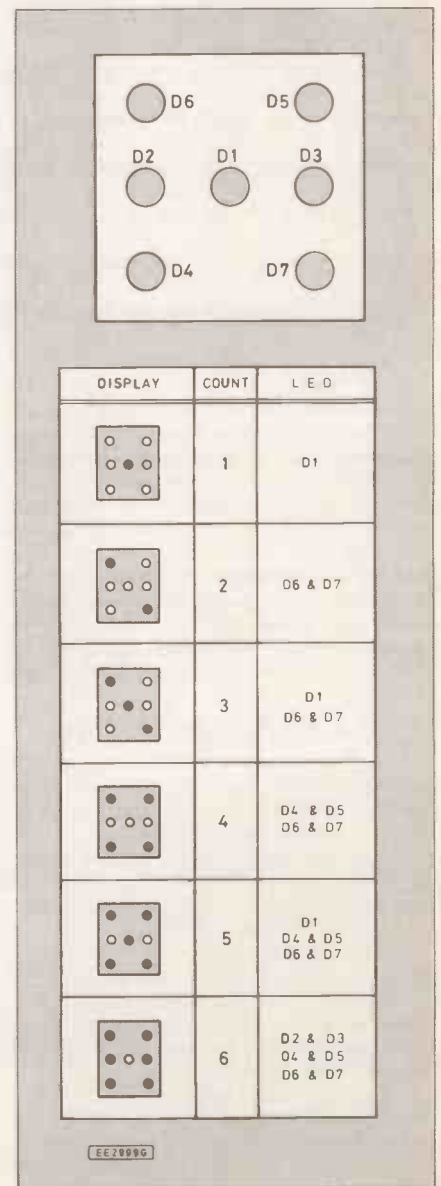 D6 D5
D2 D1 D3
D4 D7
DISPLAY COUNT LED
1 D1
2 D6 & D7
3 D1
D6 & D7
4 D4 & D5
D6 & D7
5 D1
D4 & D5
D6 & D7
6 D2 & D3
D4 & D5
D6 & D7